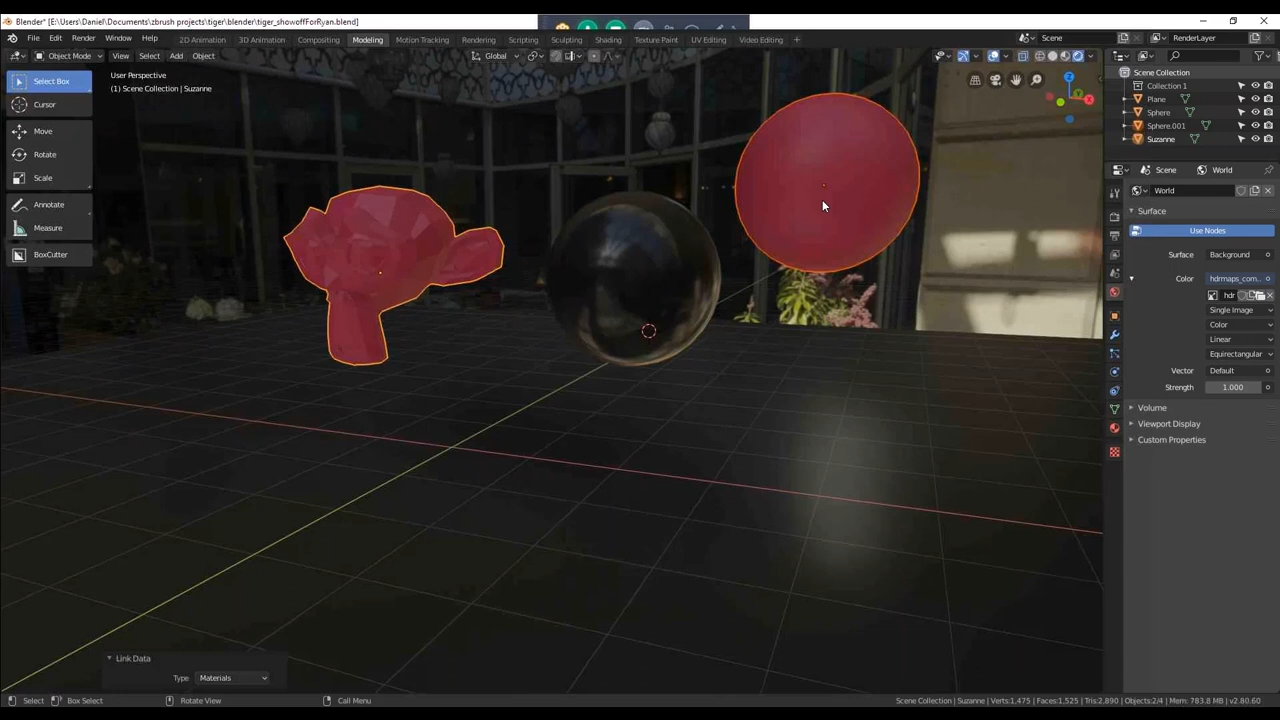 Blender* [E:\Users\Daniel\Documents\zbrush projects\tiger\blender\tiger_showoffForRyan.blend]
File Edit Render Window Help
2D Animation 3D Animation Compositing Modeling Motion Tracking Rendering Scripting Sculpting Shading Texture Paint UV Editing Video Editing +
Scene RenderLayer
Object Mode View Select Add Object Global
User Perspective
(1) Scene Collection | Suzanne
Select Box
Cursor
Move
Rotate
Scale
Annotate
Measure
BoxCutter
Z
Y
X
Scene Collection
Collection 1
Plane
Sphere
Sphere.001
Suzanne
Scene World
World
Surface
Use Nodes
Surface Background
Color hdrmaps_com..
hdr
Single Image
Color
Linear
Equirectangular
Vector Default
Strength 1.000
Volume
Viewport Display
Custom Properties
Link Data
Type Materials
Select Box Select Rotate View Call Menu
Scene Collection | Suzanne | Verts:1,475 | Faces:1,525 | Tris:2,890 | Objects:2/4 | Mem: 783.8 MB | v2.80.60